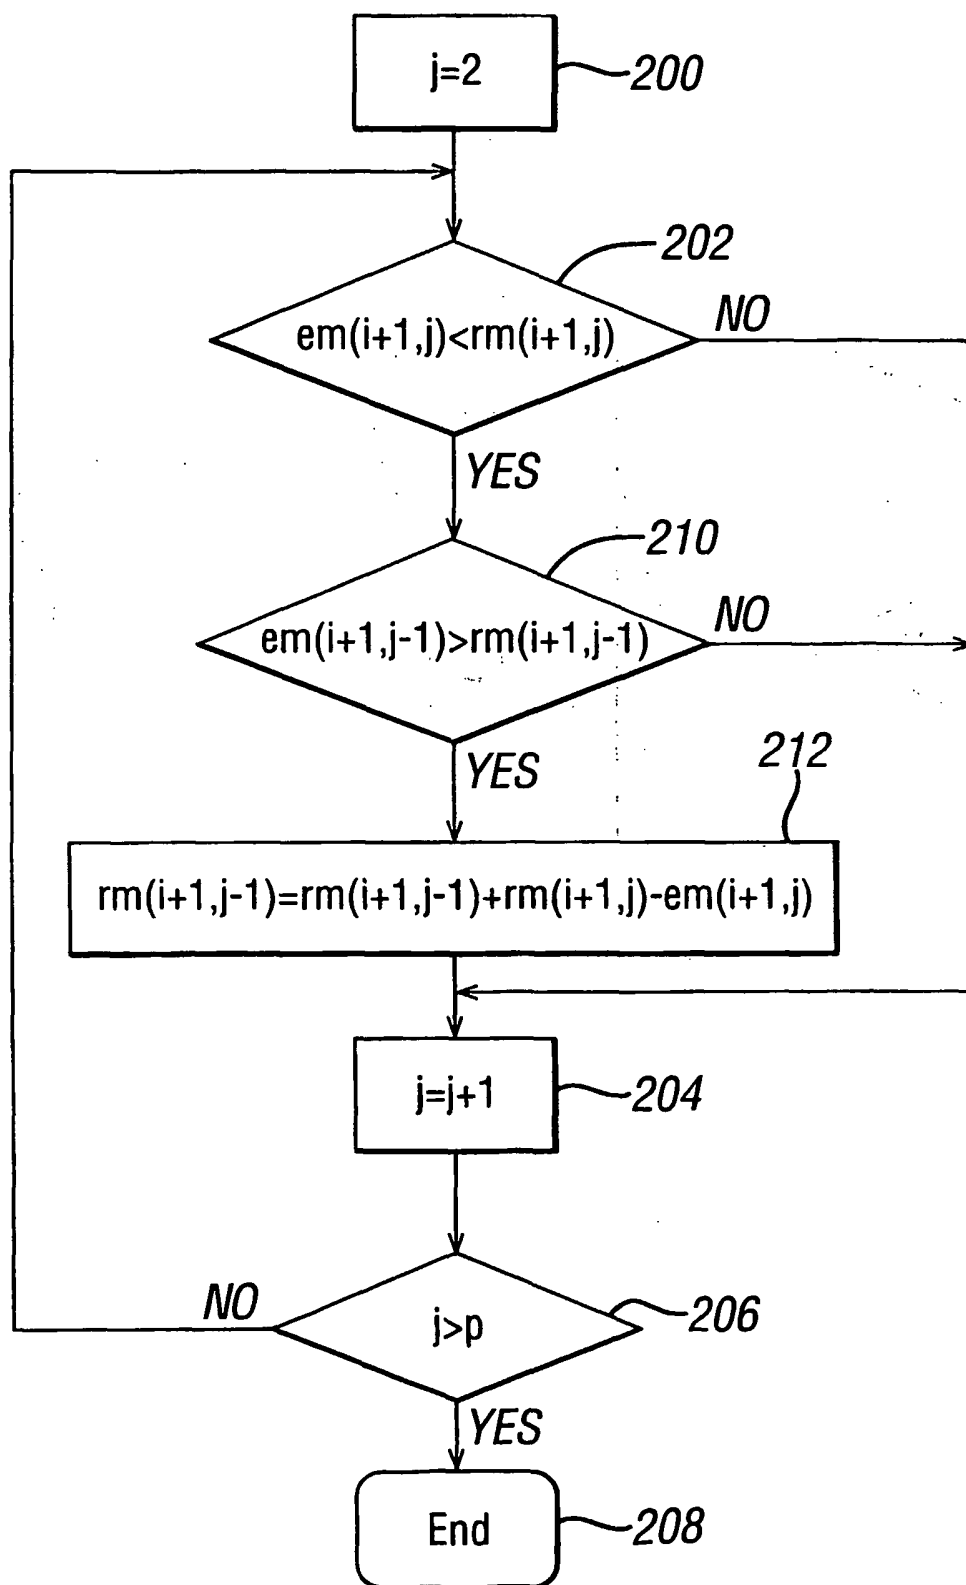 j=2
200
202
em(i+1,j)<rm(i+1,j)
NO
YES
210
em(i+1,j-1)>rm(i+1,j-1)
NO
YES
212
rm(i+1,j-1)=rm(i+1,j-1)+rm(i+1,j)-em(i+1,j)
j=j+1
204
NO
j>p
206
YES
End
208